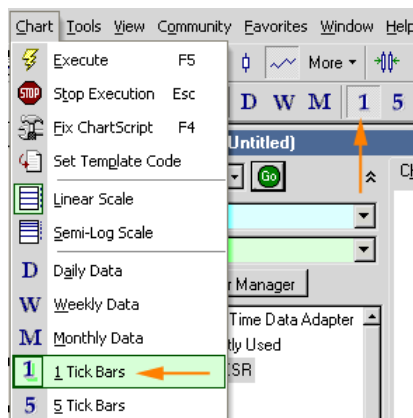 Chart Tools View Community Favorites Window Help
Execute F5
More
Stop Execution Esc
D W M 1 5
Fix ChartScript F4
Untitled)
Set Template Code
Go
Linear Scale
Semi-Log Scale
D Daily Data
r Manager
W Weekly Data
Time Data Adapter
M Monthly Data
tly Used
1 1 Tick Bars
SR
5 5 Tick Bars